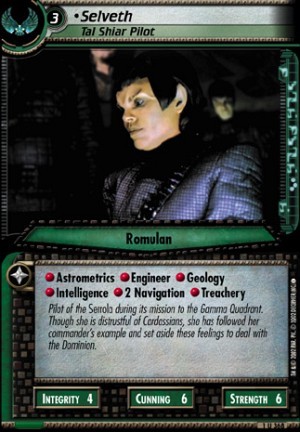 3 •Selveth
Tal Shiar Pilot
Romulan
Astrometrics Engineer Geology
Intelligence 2 Navigation Treachery
Pilot of the Serrola during its mission to the Gamma Quadrant.
Though she is distrustful of Cardassians, she has followed her
commander's example and set aside these feelings to deal with
the Dominion.
INTEGRITY 4 CUNNING 6 STRENGTH 6
1 U 368